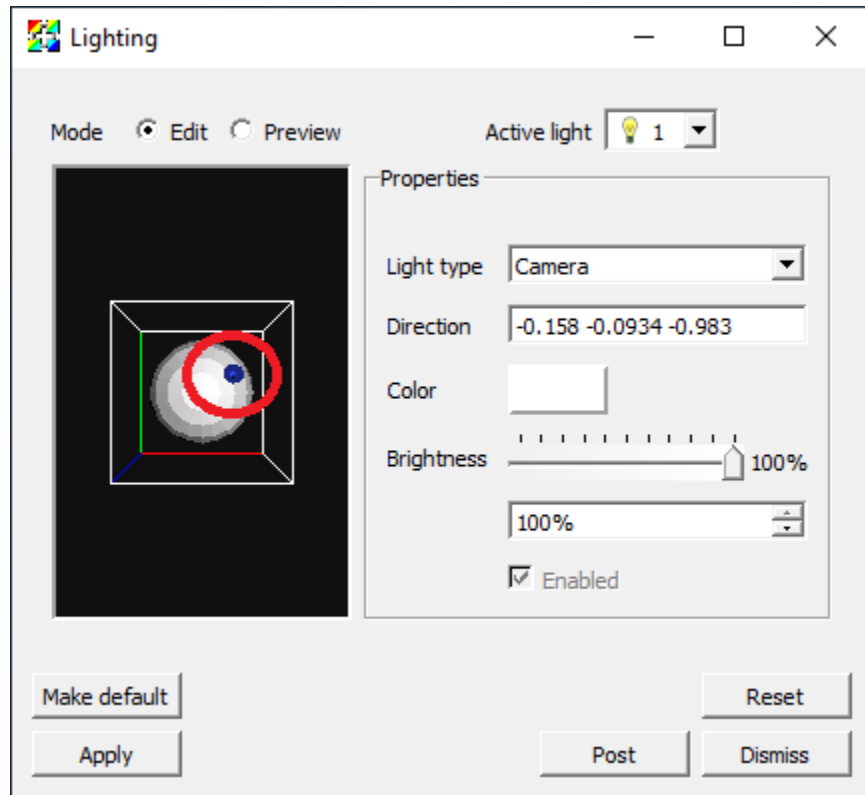 Lighting
Mode Edit Preview Active light 1
Properties
Light type Camera
Direction -0.158 -0.0934 -0.983
Color
Brightness 100%
100%
Enabled
Make default Reset
Apply Post Dismiss